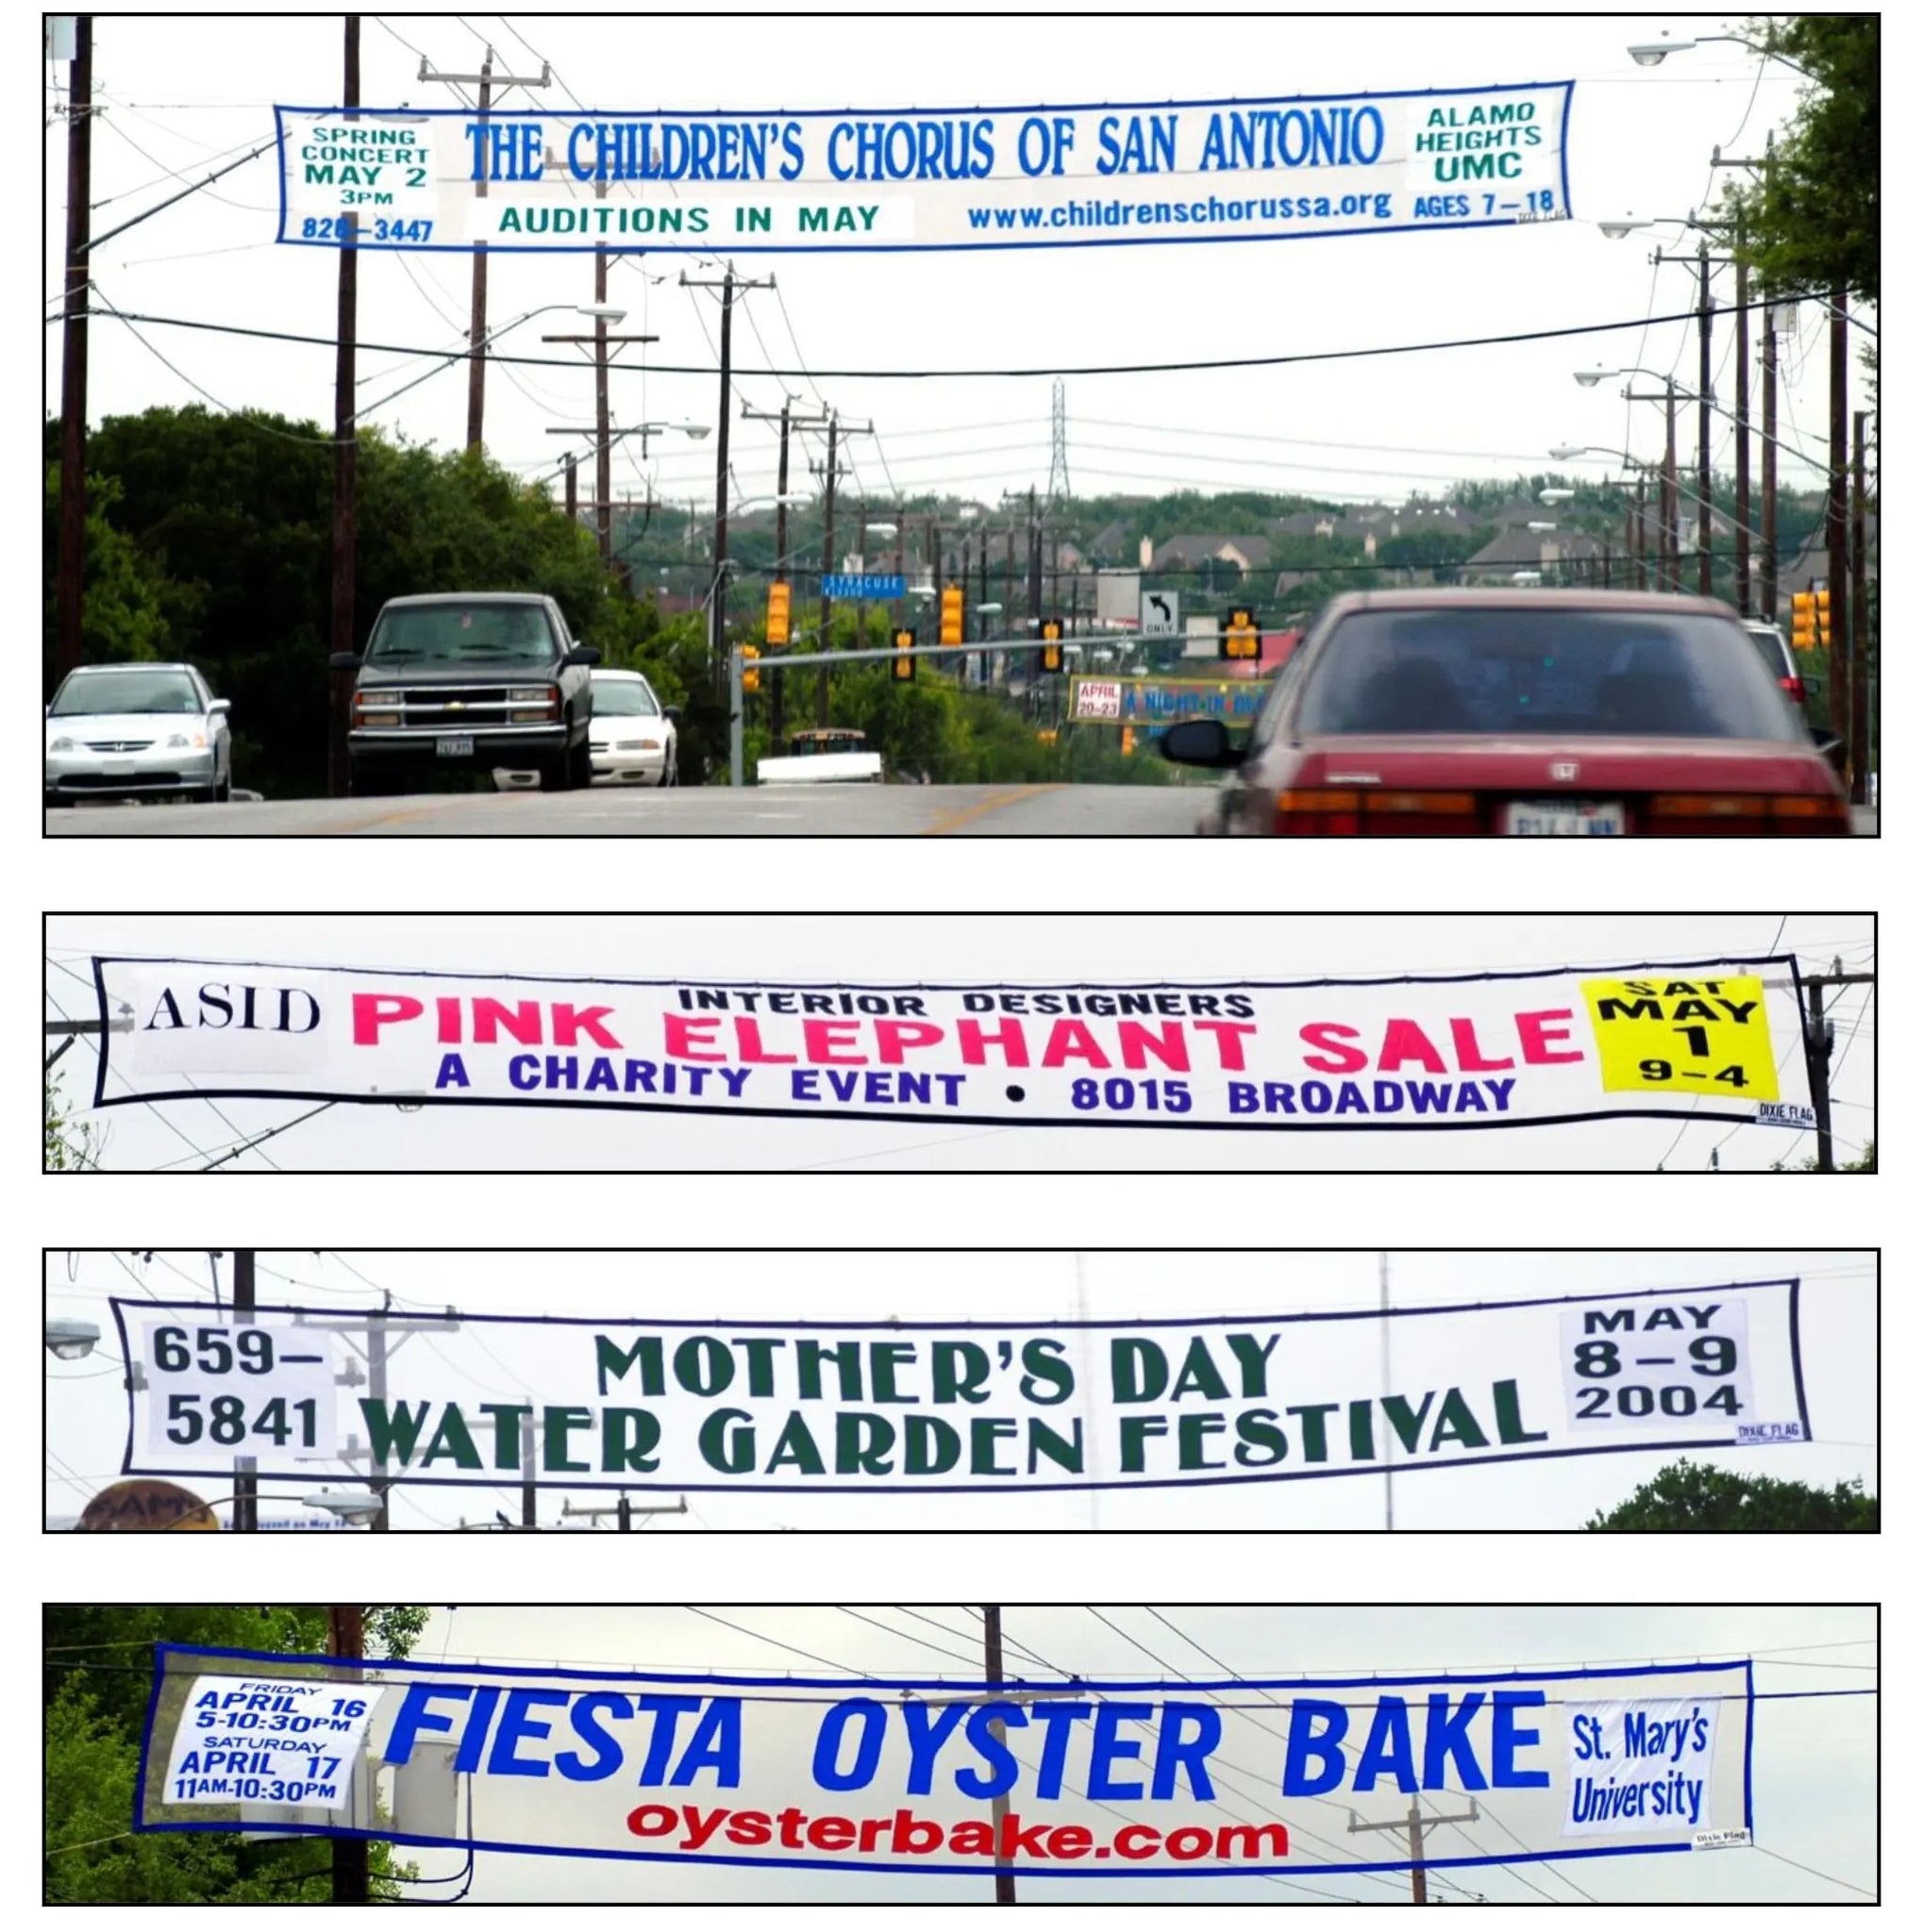 SPRING
CONCERT
MAY 2
3PM
THE CHILDREN'S CHORUS OF SAN ANTONIO
AUDITIONS IN MAY
www.childrenschorussa.org
ALAMO
HEIGHTS
UMC
AGES 7-18
SYRACUSE
ONLY
APRIL
20-23
A NIGHT IN
ASID
INTERIOR DESIGNERS
PINK ELEPHANT SALE
A CHARITY EVENT • 8015 BROADWAY
SAT
MAY
1
9-4
DIXIE FLAG
659-
5841
MOTHER'S DAY
WATER GARDEN FESTIVAL
MAY
8-9
2004
DIXIE FLAG
FRIDAY
APRIL 16
5-10:30PM
SATURDAY
APRIL 17
11AM-10:30PM
FIESTA OYSTER BAKE
oysterbake.com
St. Mary's
University
Dixie Flag